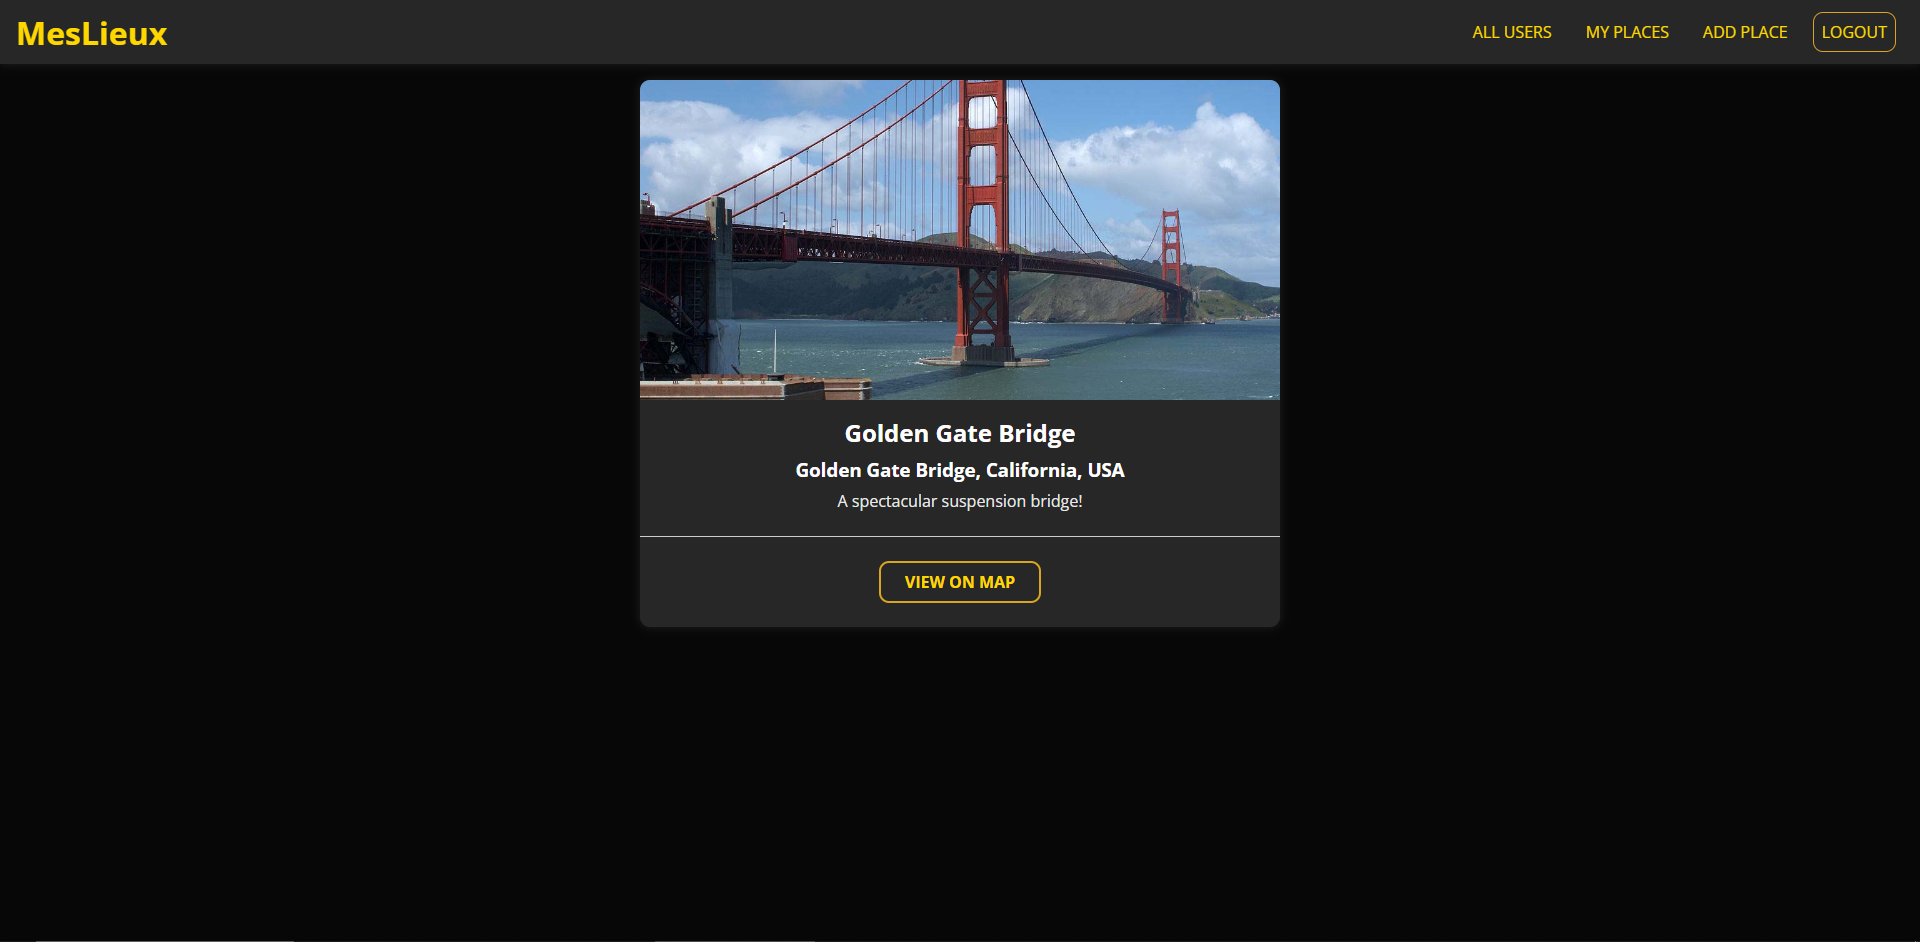 MesLieux
ALL USERS
MY PLACES
ADD PLACE
LOGOUT
Golden Gate Bridge
Golden Gate Bridge, California, USA
A spectacular suspension bridge!
VIEW ON MAP